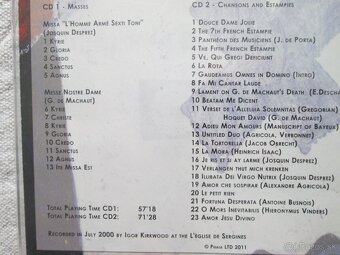 CD 1 - Masses
Missa "L'Homme Armé Sexti Toni"
(Josquin Desprez)
1 Kyrie
2 Gloria
3 Credo
4 Sanctus
5 Agnus
Messe Nostre Dame
(G. de Machaut)
6 Kyrie
7 Christe
8 Kyrie
9 Gloria
10 Credo
11 Sanctus
12 Agnus
13 Ite Missa Est
Total Playing Time CD1: 57'18
Total Playing Time CD2: 71'28
Recorded in July 2000 by Igor Kirkwood at the L'Eglise de Sergines
CD 2 - Chansons and Estampies
1 Douce Dame Jolie
2 The 7th French Estampie
3 Panthéon des Musiciens (J. de Porta)
4 The Fifth French Estampie
5 Ve, Qui Gregi Deficiunt
6 La Rota
7 Gaudeamus Omnes in Domino (Intro)
8 Fa Mi Cantar Laude
9 Lament on G. de Machaut's Death (E.Descha
10 Beatam Me Dicent
11 Verset de l'Alleluia Solemnitas (Gregorian)
Hoquet David (G. de Machaut)
12 Adieu Mon Amours (Manuscript of Bayeux)
13 Untitled Duo (Agricola, Verronnet)
14 La Tortorella (Jacob Obrecht)
15 La Mora (Heinrich Isaac)
16 Je ris et si ay larme (Josquin Desprez)
17 Verlangen thut mich krenken
18 Illibata Dei Virgo Nutrix (Josquin Desprez)
19 Amor che sospirar (Alexandre Agricola)
20 Le petit rien
21 Fortuna Desperata (Antoine Busnois)
22 O Mors Inevitabilis (Hieronymus Vinders)
23 Amor Jesu Divino
© Pieaia LTD 2011